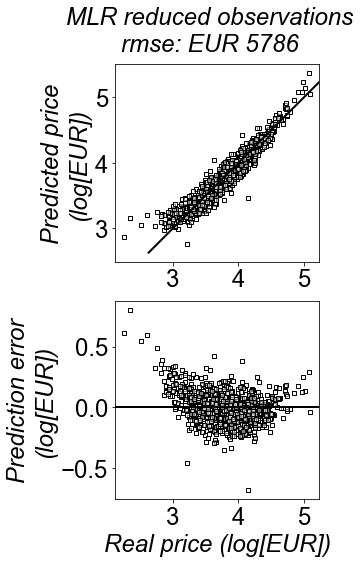 MLR reduced observations
rmse: EUR 5786
Predicted price
(log[EUR])
5
4
3
3 4 5
Prediction error
(log[EUR])
0.5
0.0
−0.5
3 4 5
Real price (log[EUR])